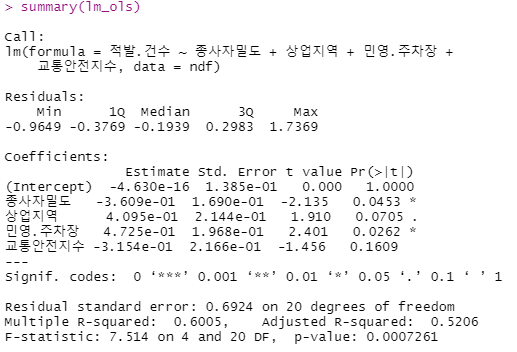 > summary(lm_ols)
Call:
lm(formula = 적발.건수 ~ 종사자밀도 + 상업지역 + 민영.주차장 +
교통안전지수, data = ndf)
Residuals:
Min 1Q Median 3Q Max
-0.9649 -0.3769 -0.1939 0.2983 1.7369
Coefficients:
Estimate Std. Error t value Pr(>|t|)
(Intercept) -4.630e-16 1.385e-01 0.000 1.0000
종사자밀도 -3.609e-01 1.690e-01 -2.135 0.0453 *
상업지역 4.095e-01 2.144e-01 1.910 0.0705 .
민영.주차장 4.725e-01 1.968e-01 2.401 0.0262 *
교통안전지수 -3.154e-01 2.166e-01 -1.456 0.1609
---
Signif. codes: 0 ‘***’ 0.001 ‘**’ 0.01 ‘*’ 0.05 ‘.’ 0.1 ‘ ’ 1
Residual standard error: 0.6924 on 20 degrees of freedom
Multiple R-squared: 0.6005, Adjusted R-squared: 0.5206
F-statistic: 7.514 on 4 and 20 DF, p-value: 0.0007261